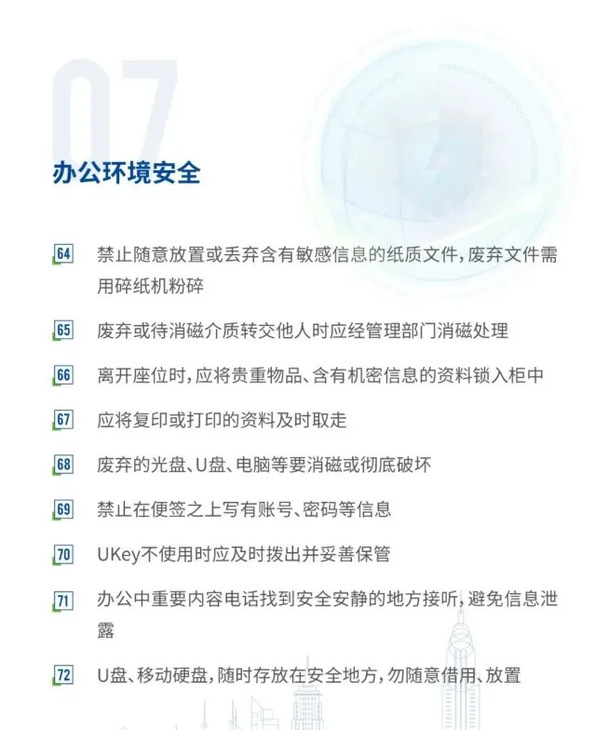 07
办公环境安全
64 禁止随意放置或丢弃含有敏感信息的纸质文件，废弃文件需
用碎纸机粉碎
65 废弃或待消磁介质转交他人时应经管理部门消磁处理
66 离开座位时，应将贵重物品、含有机密信息的资料锁入柜中
67 应将复印或打印的资料及时取走
68 废弃的光盘、U盘、电脑等要消磁或彻底破坏
69 禁止在便签之上写有账号、密码等信息
70 UKey不使用时应及时拨出并妥善保管
71 办公中重要内容电话找到安全安静的地方接听，避免信息泄
露
72 U盘、移动硬盘，随时存放在安全地方，勿随意借用、放置